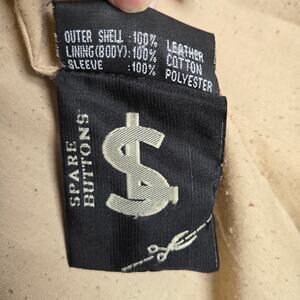 OUTER SHELL :100% LEATHER
LINING(BODY):100% COTTON
SLEEVE :100% POLYESTER
SPARE
BUTTONS
$